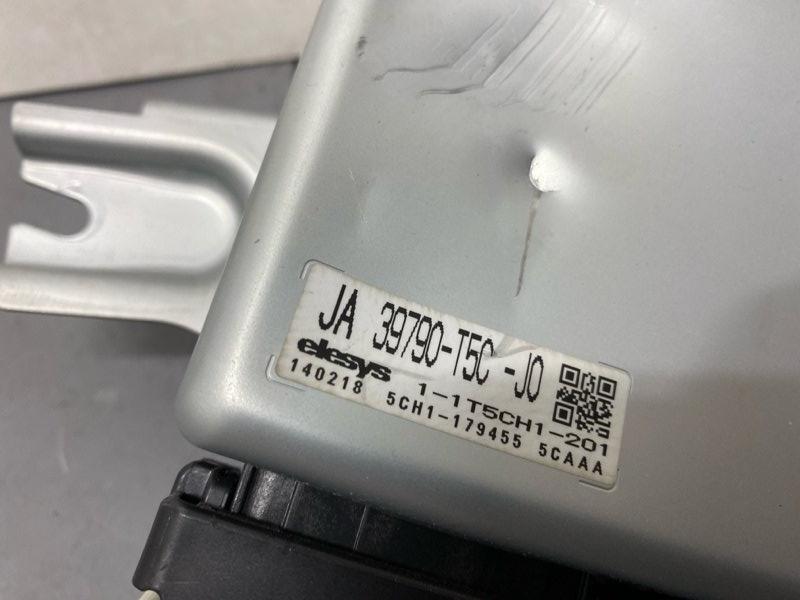 JA 39790-T5C -J0
elesys 1-1T5CH1-201
140218 5CH1-179455 5CAAA